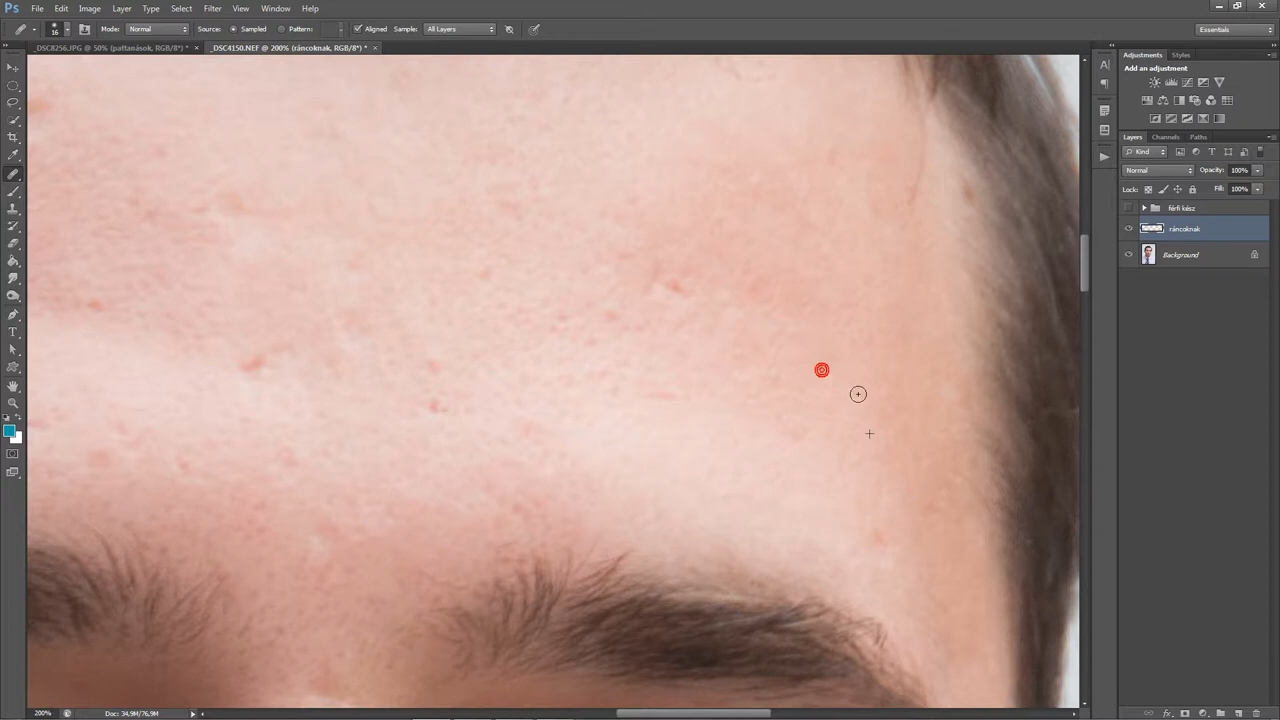 Ps File Edit Image Layer Type Select Filter View Window Help
16 Mode: Normal Source: Sampled Pattern: Aligned Sample: All Layers Essentials
_DSC8256.JPG @ 50% (pattanások, RGB/8*) * × _DSC4150.NEF @ 200% (ráncoknak, RGB/8*) * ×
Adjustments Styles
Add an adjustment
Layers Channels Paths
Kind
Normal Opacity: 100%
Lock: Fill: 100%
férfi kész
ráncoknak
Background
200% Doc: 34,9M/76,9M